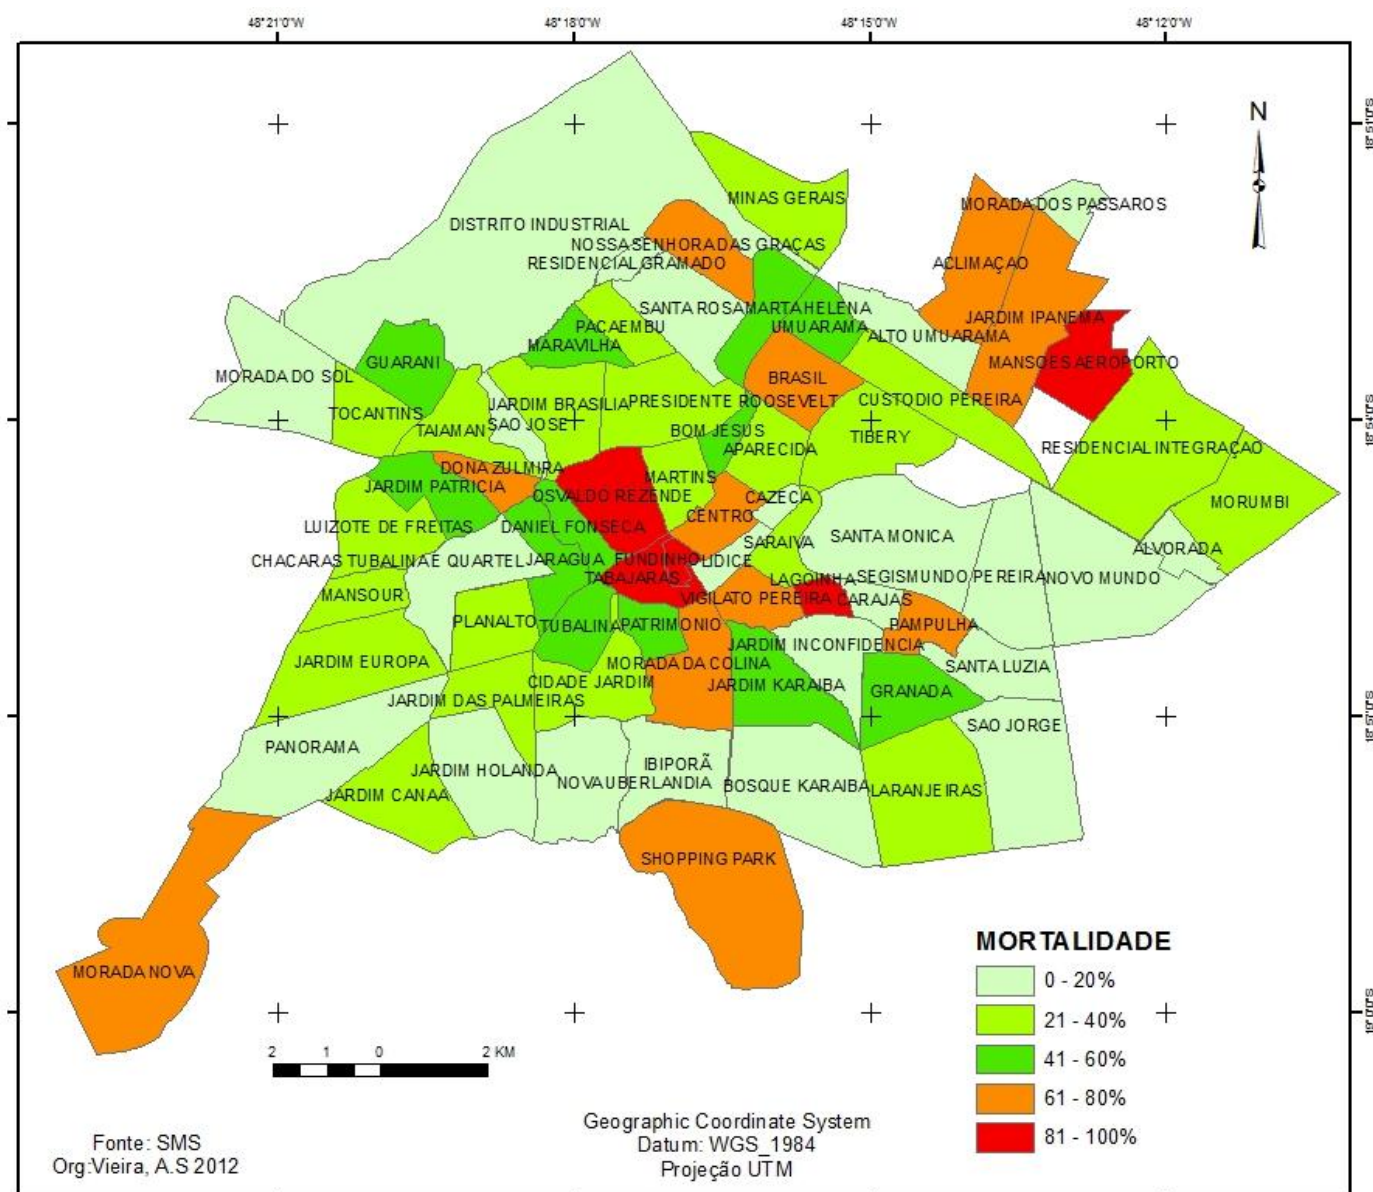 48°21'0"W
48°18'0"W
48°15'0"W
48°12'0"W
N
MINAS GERAIS
MORADA DOS PASSAROS
DISTRITO INDUSTRIAL
NOSSA SENHORA DAS GRAÇAS
RESIDENCIAL GRAMADO
ACLIMAÇAO
SANTA ROSA
MARTA HELENA
JARDIM IPANEMA
PACAEMBU
UMUARAMA
ALTO UMUARAMA
MARAVILHA
GUARANI
MANSOES AEROPORTO
MORADA DO SOL
BRASIL
JARDIM BRASILIA
PRESIDENTE ROOSEVELT
CUSTODIO PEREIRA
TOCANTINS
SAO JOSE
TAIAMAN
BOM JESUS
TIBERY
APARECIDA
RESIDENCIAL INTEGRAÇAO
DONA ZULMIRA
MARTINS
JARDIM PATRICIA
OSVALDO REZENDE
CAZECA
MORUMBI
CENTRO
LUIZOTE DE FREITAS
DANIEL FONSECA
SARAIVA
SANTA MONICA
ALVORADA
CHACARAS TUBALINA E QUARTEL
JARAGUA
FUNDINHO
LIDICE
TABAJARAS
LAGOINHA
SEGISMUNDO PEREIRA
NOVO MUNDO
MANSOUR
VIGILATO PEREIRA
CARAJAS
PLANALTO
TUBALINA
PATRIMONIO
PAMPULHA
JARDIM INCONFIDENCIA
JARDIM EUROPA
MORADA DA COLINA
SANTA LUZIA
CIDADE JARDIM
JARDIM KARAIBA
GRANADA
JARDIM DAS PALMEIRAS
SAO JORGE
PANORAMA
IBIPORÃ
JARDIM HOLANDA
NOVA UBERLANDIA
BOSQUE KARAIBA
LARANJEIRAS
JARDIM CANAA
SHOPPING PARK
MORADA NOVA
MORTALIDADE
0 - 20%
21 - 40%
41 - 60%
61 - 80%
81 - 100%
2 1 0 2 KM
Fonte: SMS
Org:Vieira, A.S 2012
Geographic Coordinate System
Datum: WGS_1984
Projeção UTM